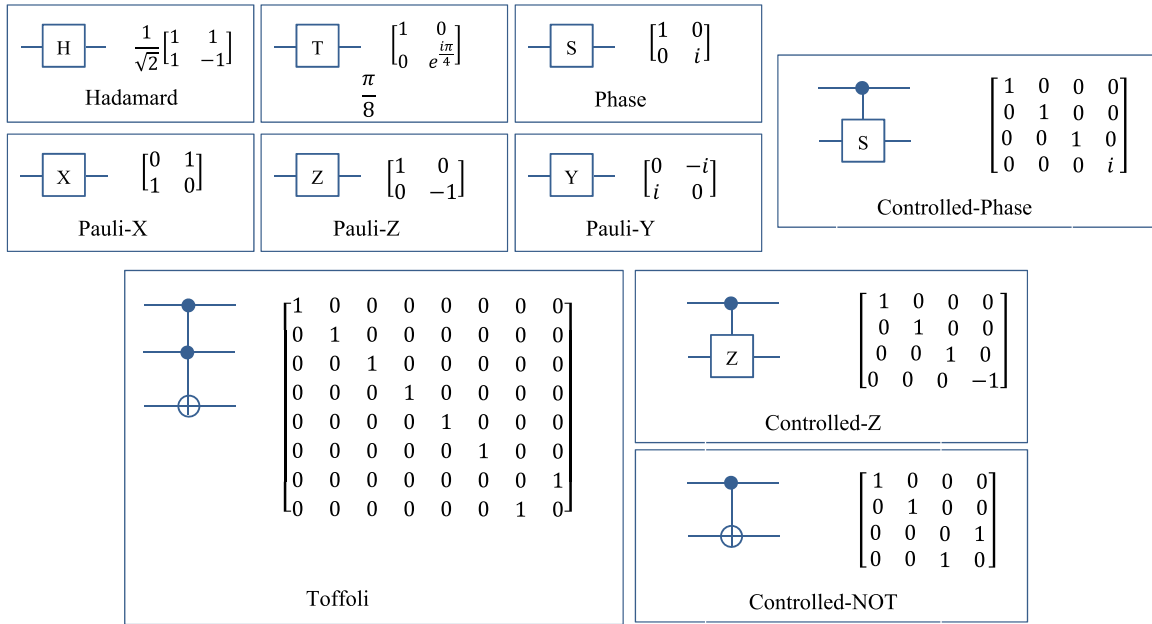 H
1/√2 [1 1
1 −1]
Hadamard
T
[1 0
0 e^(iπ/4)]
π/8
S
[1 0
0 i]
Phase
X
[0 1
1 0]
Pauli-X
Z
[1 0
0 −1]
Pauli-Z
Y
[0 −i
i 0]
Pauli-Y
S
[1 0 0 0
0 1 0 0
0 0 1 0
0 0 0 i]
Controlled-Phase
[1 0 0 0 0 0 0 0
0 1 0 0 0 0 0 0
0 0 1 0 0 0 0 0
0 0 0 1 0 0 0 0
0 0 0 0 1 0 0 0
0 0 0 0 0 1 0 0
0 0 0 0 0 0 0 1
0 0 0 0 0 0 1 0]
Toffoli
Z
[1 0 0 0
0 1 0 0
0 0 1 0
0 0 0 −1]
Controlled-Z
[1 0 0 0
0 1 0 0
0 0 0 1
0 0 1 0]
Controlled-NOT